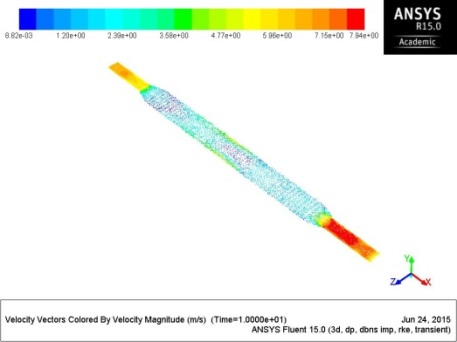 ANSYS
R15.0
Academic
6.82e-03 1.20e+00 2.39e+00 3.58e+00 4.77e+00 5.96e+00 7.15e+00 7.94e+00
Y
Z X
Velocity Vectors Colored By Velocity Magnitude (m/s) (Time=1.0000e+01) Jun 24, 2015
ANSYS Fluent 15.0 (3d, dp, dbns imp, rke, transient)